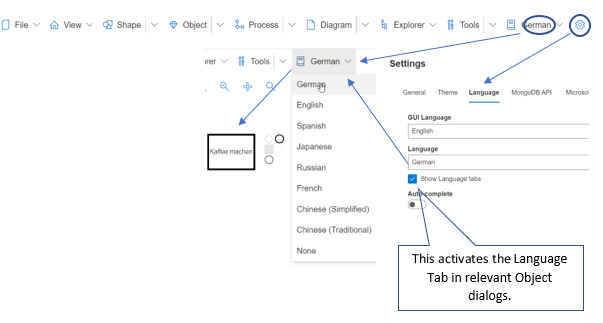 File View Shape Object Process Diagram Explorer Tools German
rer Tools German
Settings
German
General Theme Language MongoDB API Microso
English
GUI Language
Spanish
English
Kaffee machen
Japanese
Language
Russian
German
French
Show Language tabs
Auto-complete
Chinese (Simplified)
Chinese (Traditional)
None
This activates the Language
Tab in relevant Object
dialogs.